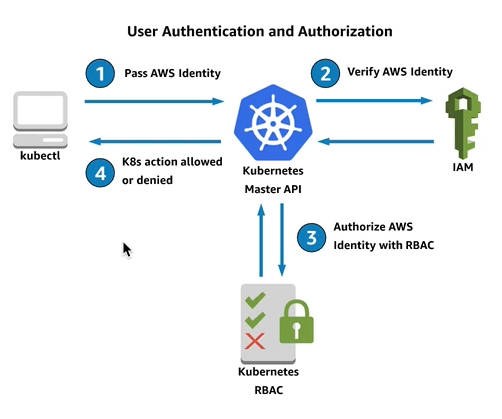 User Authentication and Authorization
1
Pass AWS Identity
2
Verify AWS Identity
kubectl
4
K8s action allowed
or denied
Kubernetes
Master API
IAM
3
Authorize AWS
Identity with RBAC
Kubernetes
RBAC